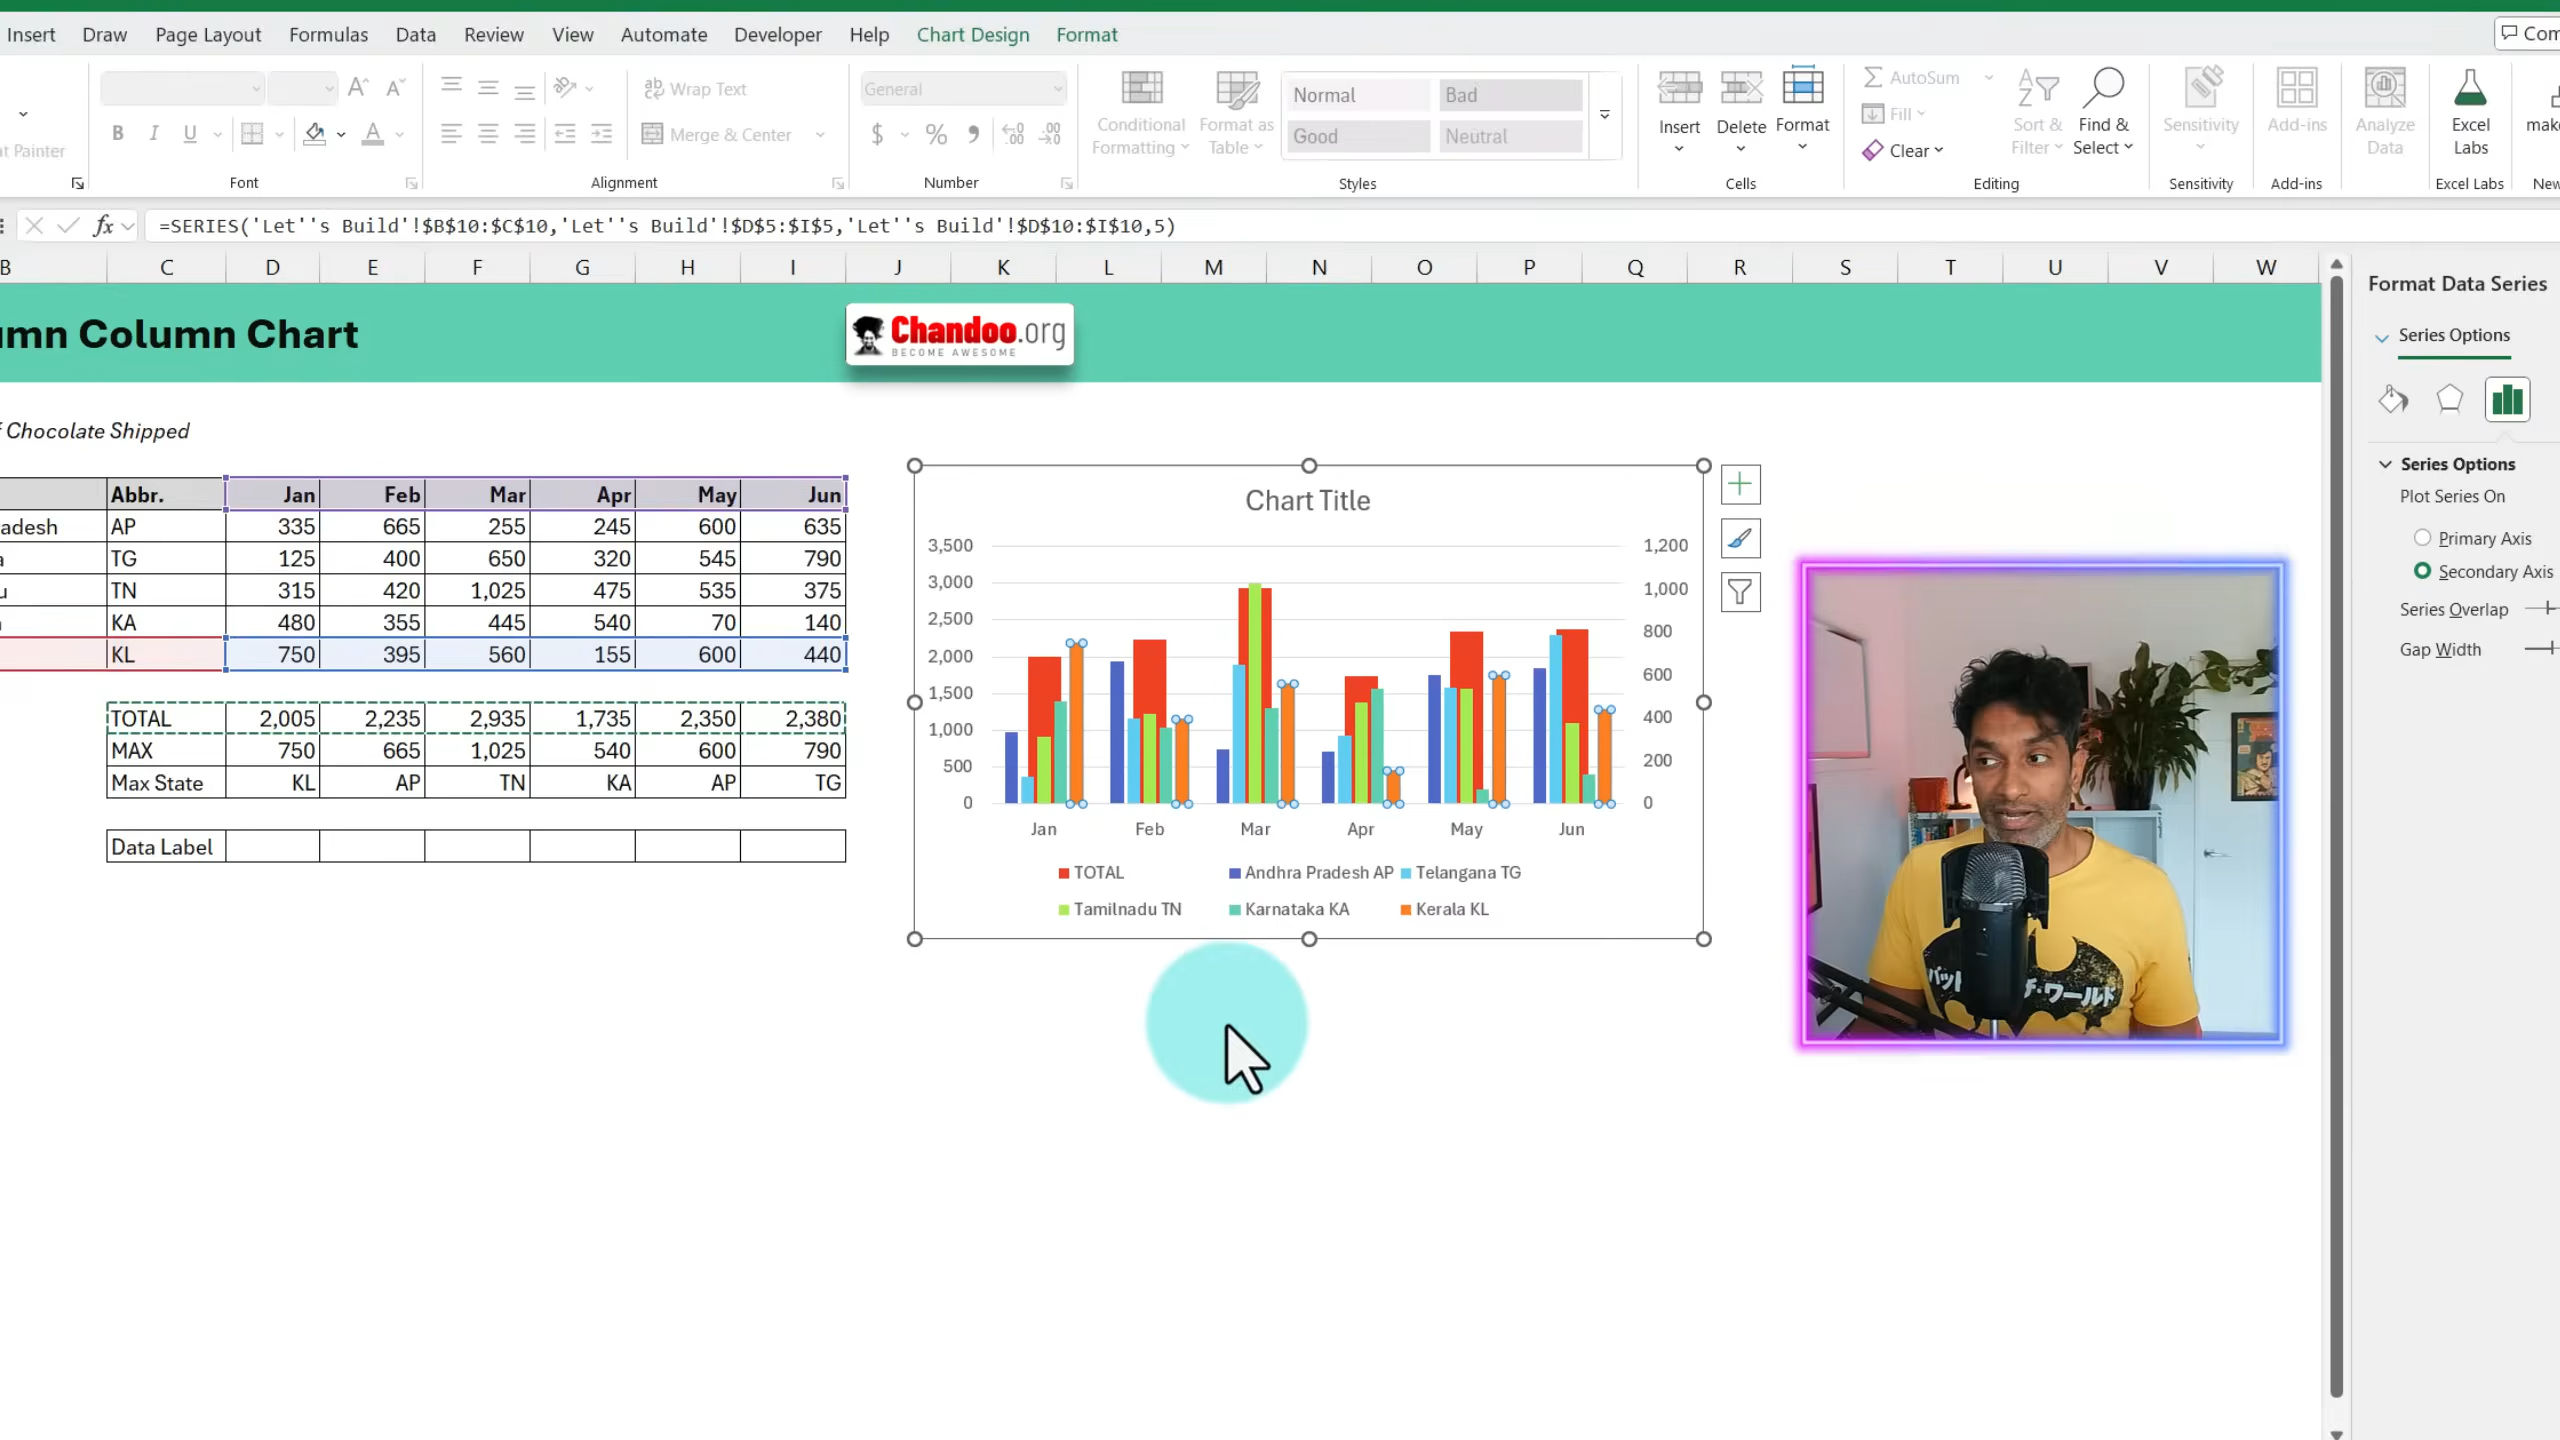 Insert Draw Page Layout Formulas Data Review View Automate Developer Help Chart Design Format Com
General
Wrap Text
Normal Bad
AutoSum
Fill
Conditional Formatting
Format as Table
Insert Delete Format
Sort & Filter
Find & Select
Sensitivity
Add-ins
Analyze Data
Excel Labs
make
B I U A
Merge & Center
$ % 9
Good Neutral
Clear
at Painter
Font Alignment Number Styles Cells Editing Sensitivity Add-ins Excel Labs New
fx =SERIES('Let''s Build'!$B$10:$C$10,'Let''s Build'!$D$5:$I$5,'Let''s Build'!$D$10:$I$10,5)
B C D E F G H I J K L M N O P Q R S T U V W
Format Data Series
umn Column Chart
Chandoo.org
BECOME AWESOME
Series Options
f Chocolate Shipped
Series Options
Plot Series On
Primary Axis
Secondary Axis
Series Overlap
Gap Width
Abbr. Jan Feb Mar Apr May Jun
adesh AP 335 665 255 245 600 635
a TG 125 400 650 320 545 790
u TN 315 420 1,025 475 535 375
KA 480 355 445 540 70 140
KL 750 395 560 155 600 440
TOTAL 2,005 2,235 2,935 1,735 2,350 2,380
MAX 750 665 1,025 540 600 790
Max State KL AP TN KA AP TG
Data Label
Chart Title
3,500 1,200
3,000 1,000
2,500 800
2,000 600
1,500 400
1,000 200
500
0 0
Jan Feb Mar Apr May Jun
TOTAL Andhra Pradesh AP Telangana TG
Tamilnadu TN Karnataka KA Kerala KL